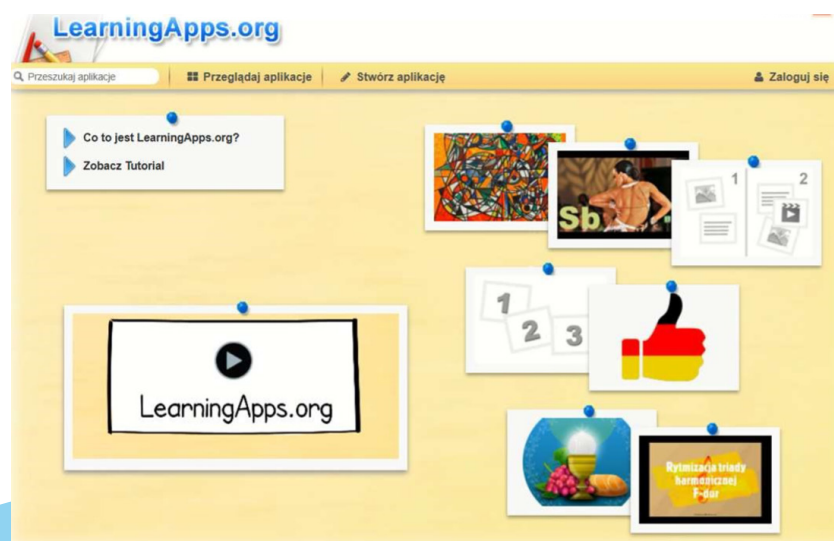 LearningApps.org
Przeszukaj aplikacje
Przeglądaj aplikacje
Stwórz aplikację
Zaloguj się
Co to jest LearningApps.org?
Zobacz Tutorial
Sb
1 2
1
2
3
LearningApps.org
Rytmizacja triady
harmonicznej
F-dur